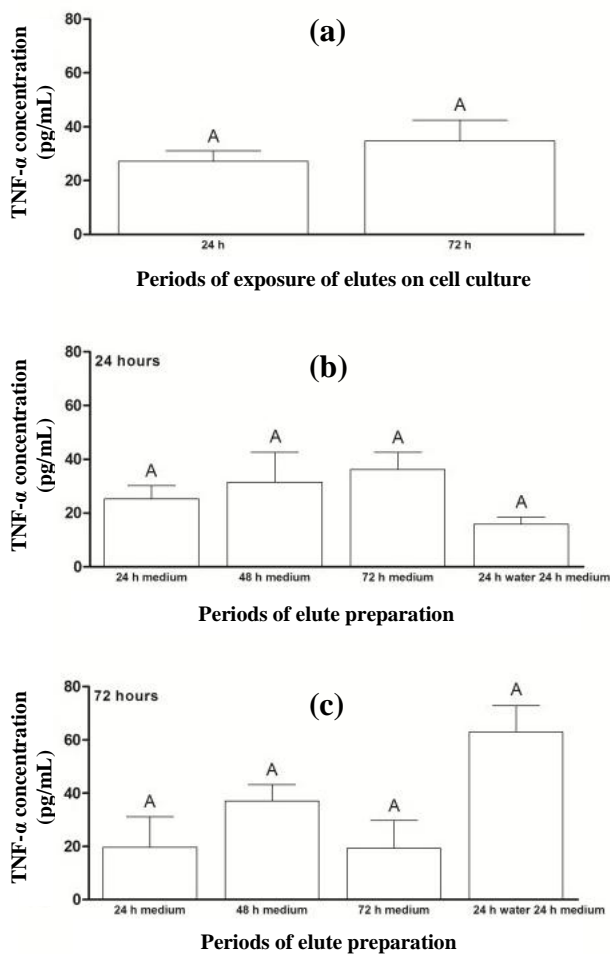 (a)
TNF-α concentration
(pg/mL)
80
60
40
20
0
A
A
24 h
72 h
Periods of exposure of elutes on cell culture
(b)
24 hours
TNF-α concentration
(pg/mL)
80
60
40
20
0
A
A
A
A
24 h medium
48 h medium
72 h medium
24 h water 24 h medium
Periods of elute preparation
(c)
72 hours
TNF-α concentration
(pg/mL)
80
60
40
20
0
A
A
A
A
24 h medium
48 h medium
72 h medium
24 h water 24 h medium
Periods of elute preparation